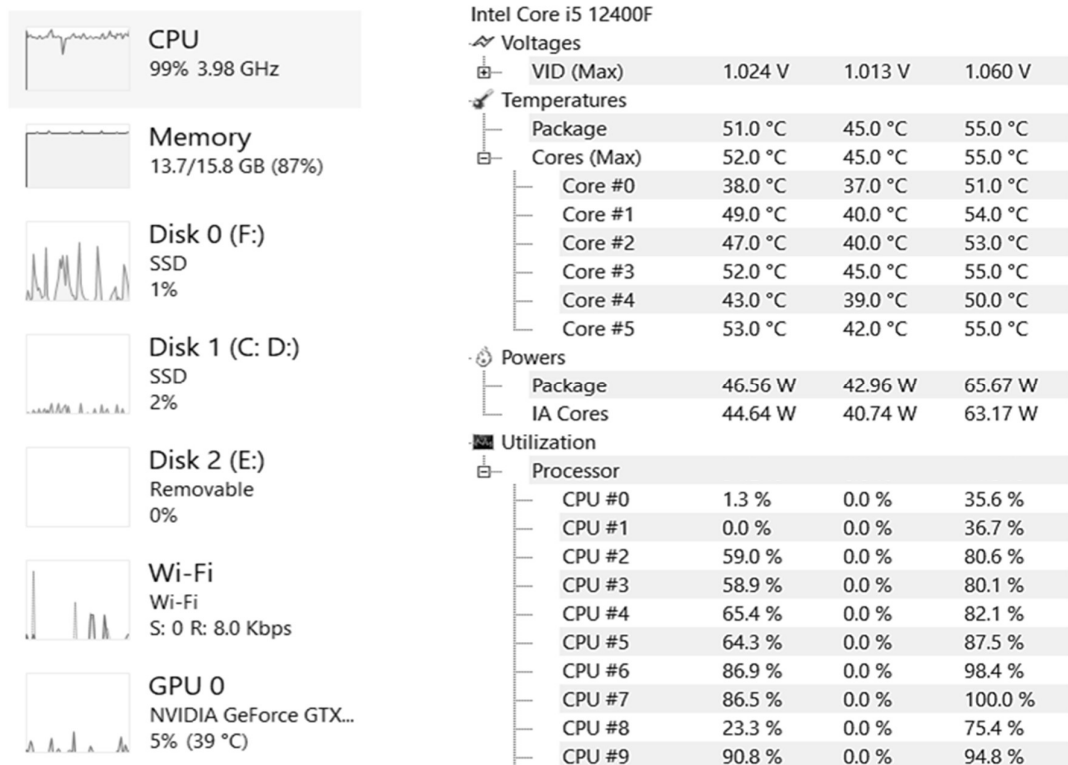 CPU
99% 3.98 GHz
Memory
13.7/15.8 GB (87%)
Disk 0 (F:)
SSD
1%
Disk 1 (C: D:)
SSD
2%
Disk 2 (E:)
Removable
0%
Wi-Fi
Wi-Fi
S: 0 R: 8.0 Kbps
GPU 0
NVIDIA GeForce GTX...
5% (39 °C)
Intel Core i5 12400F
Voltages
VID (Max) 1.024 V 1.013 V 1.060 V
Temperatures
Package 51.0 °C 45.0 °C 55.0 °C
Cores (Max) 52.0 °C 45.0 °C 55.0 °C
Core #0 38.0 °C 37.0 °C 51.0 °C
Core #1 49.0 °C 40.0 °C 54.0 °C
Core #2 47.0 °C 40.0 °C 53.0 °C
Core #3 52.0 °C 45.0 °C 55.0 °C
Core #4 43.0 °C 39.0 °C 50.0 °C
Core #5 53.0 °C 42.0 °C 55.0 °C
Powers
Package 46.56 W 42.96 W 65.67 W
IA Cores 44.64 W 40.74 W 63.17 W
Utilization
Processor
CPU #0 1.3 % 0.0 % 35.6 %
CPU #1 0.0 % 0.0 % 36.7 %
CPU #2 59.0 % 0.0 % 80.6 %
CPU #3 58.9 % 0.0 % 80.1 %
CPU #4 65.4 % 0.0 % 82.1 %
CPU #5 64.3 % 0.0 % 87.5 %
CPU #6 86.9 % 0.0 % 98.4 %
CPU #7 86.5 % 0.0 % 100.0 %
CPU #8 23.3 % 0.0 % 75.4 %
CPU #9 90.8 % 0.0 % 94.8 %